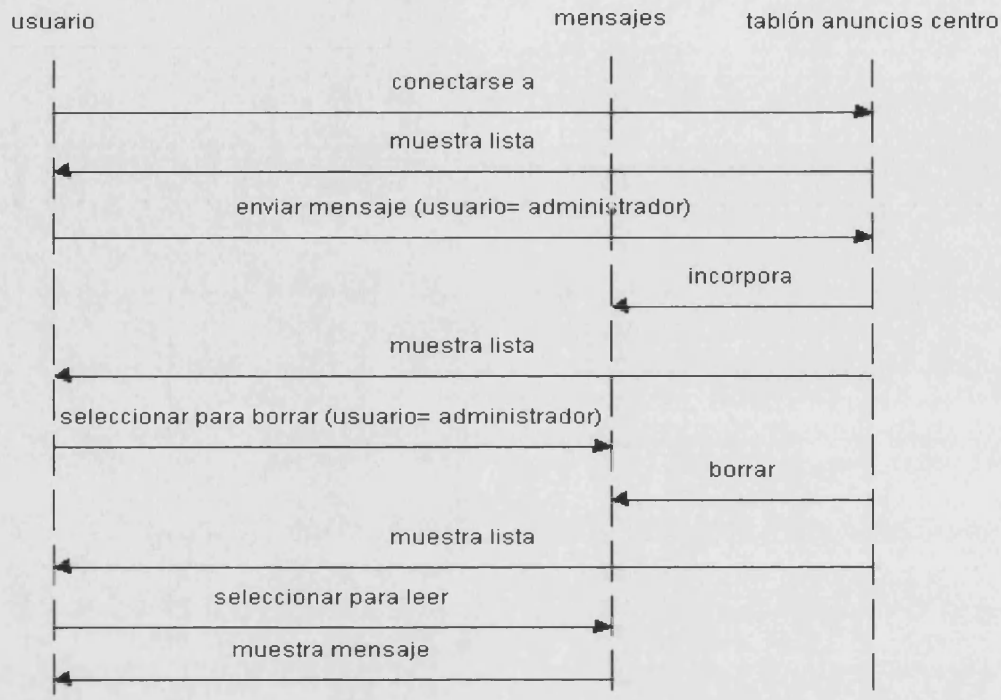 usuario
mensajes
tablón anuncios centro
conectarse a
muestra lista
enviar mensaje (usuario= administrador)
incorpora
muestra lista
seleccionar para borrar (usuario= administrador)
borrar
muestra lista
seleccionar para leer
muestra mensaje